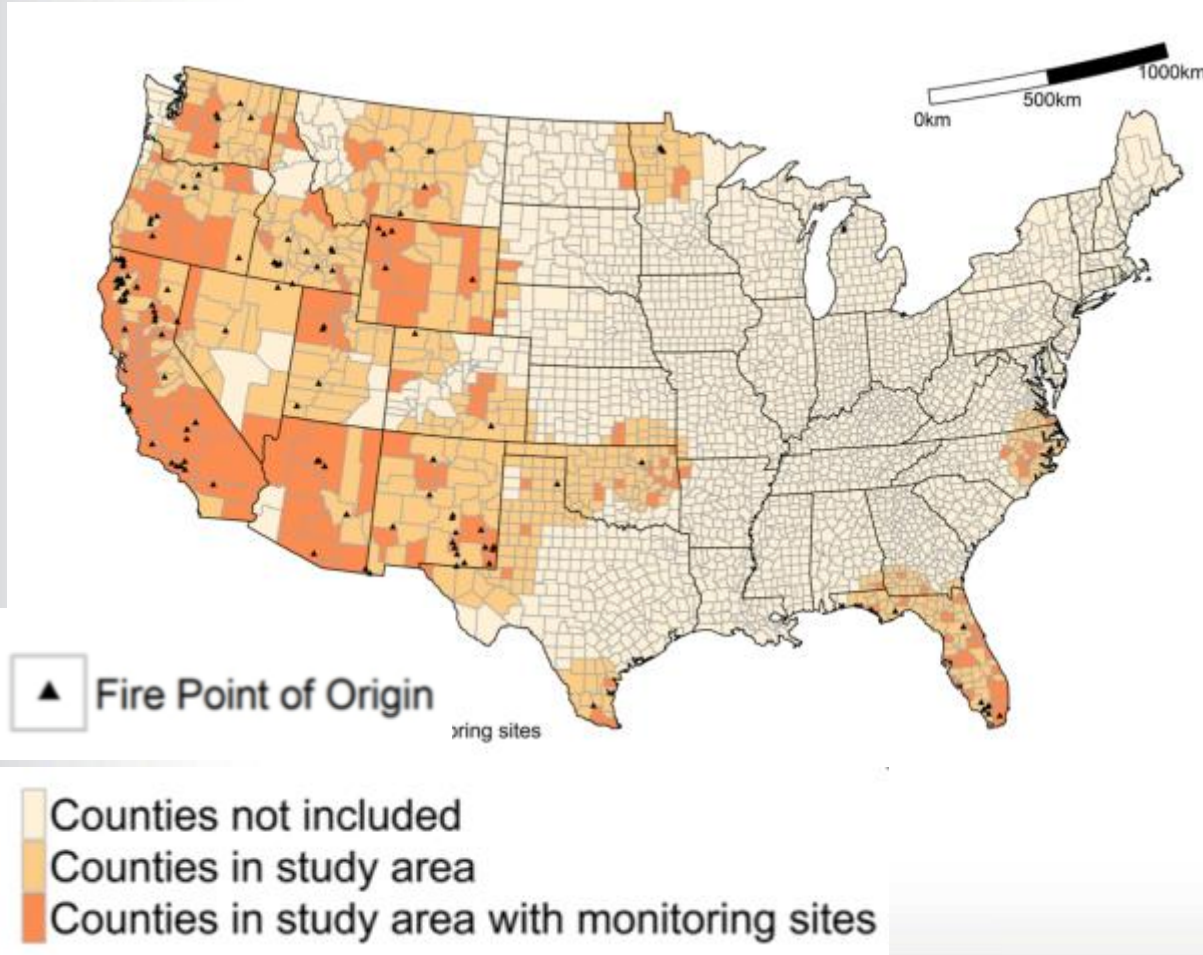 0km
500km
1000km
Fire Point of Origin
oring sites
Counties not included
Counties in study area
Counties in study area with monitoring sites